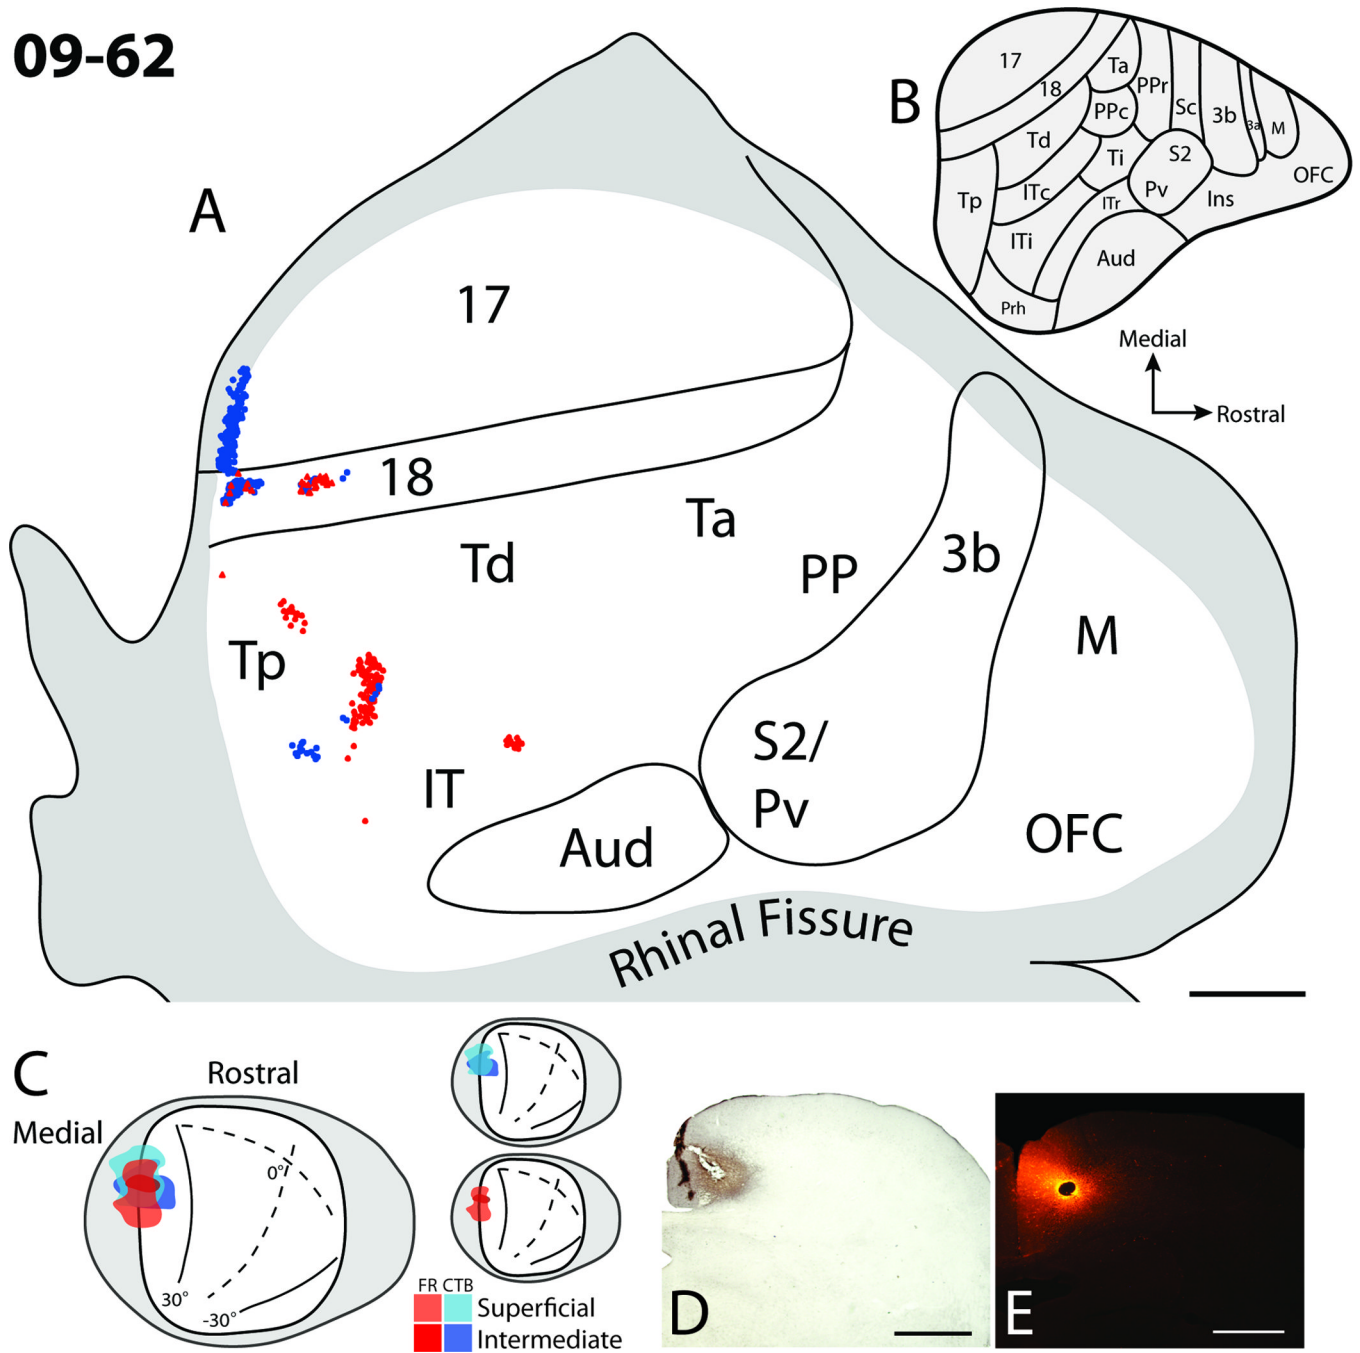 09-62
A
17
18
Td
Ta
PP
3b
M
Tp
IT
S2/
Pv
Aud
OFC
Rhinal Fissure
B
17
18
Ta
PPr
PPc
Sc
3b
3a
M
Td
Ti
S2
OFC
Tp
ITc
ITr
Pv
Ins
ITi
Aud
Prh
Medial
Rostral
C
Rostral
Medial
0°
30°
-30°
FR CTB
Superficial
Intermediate
D
E